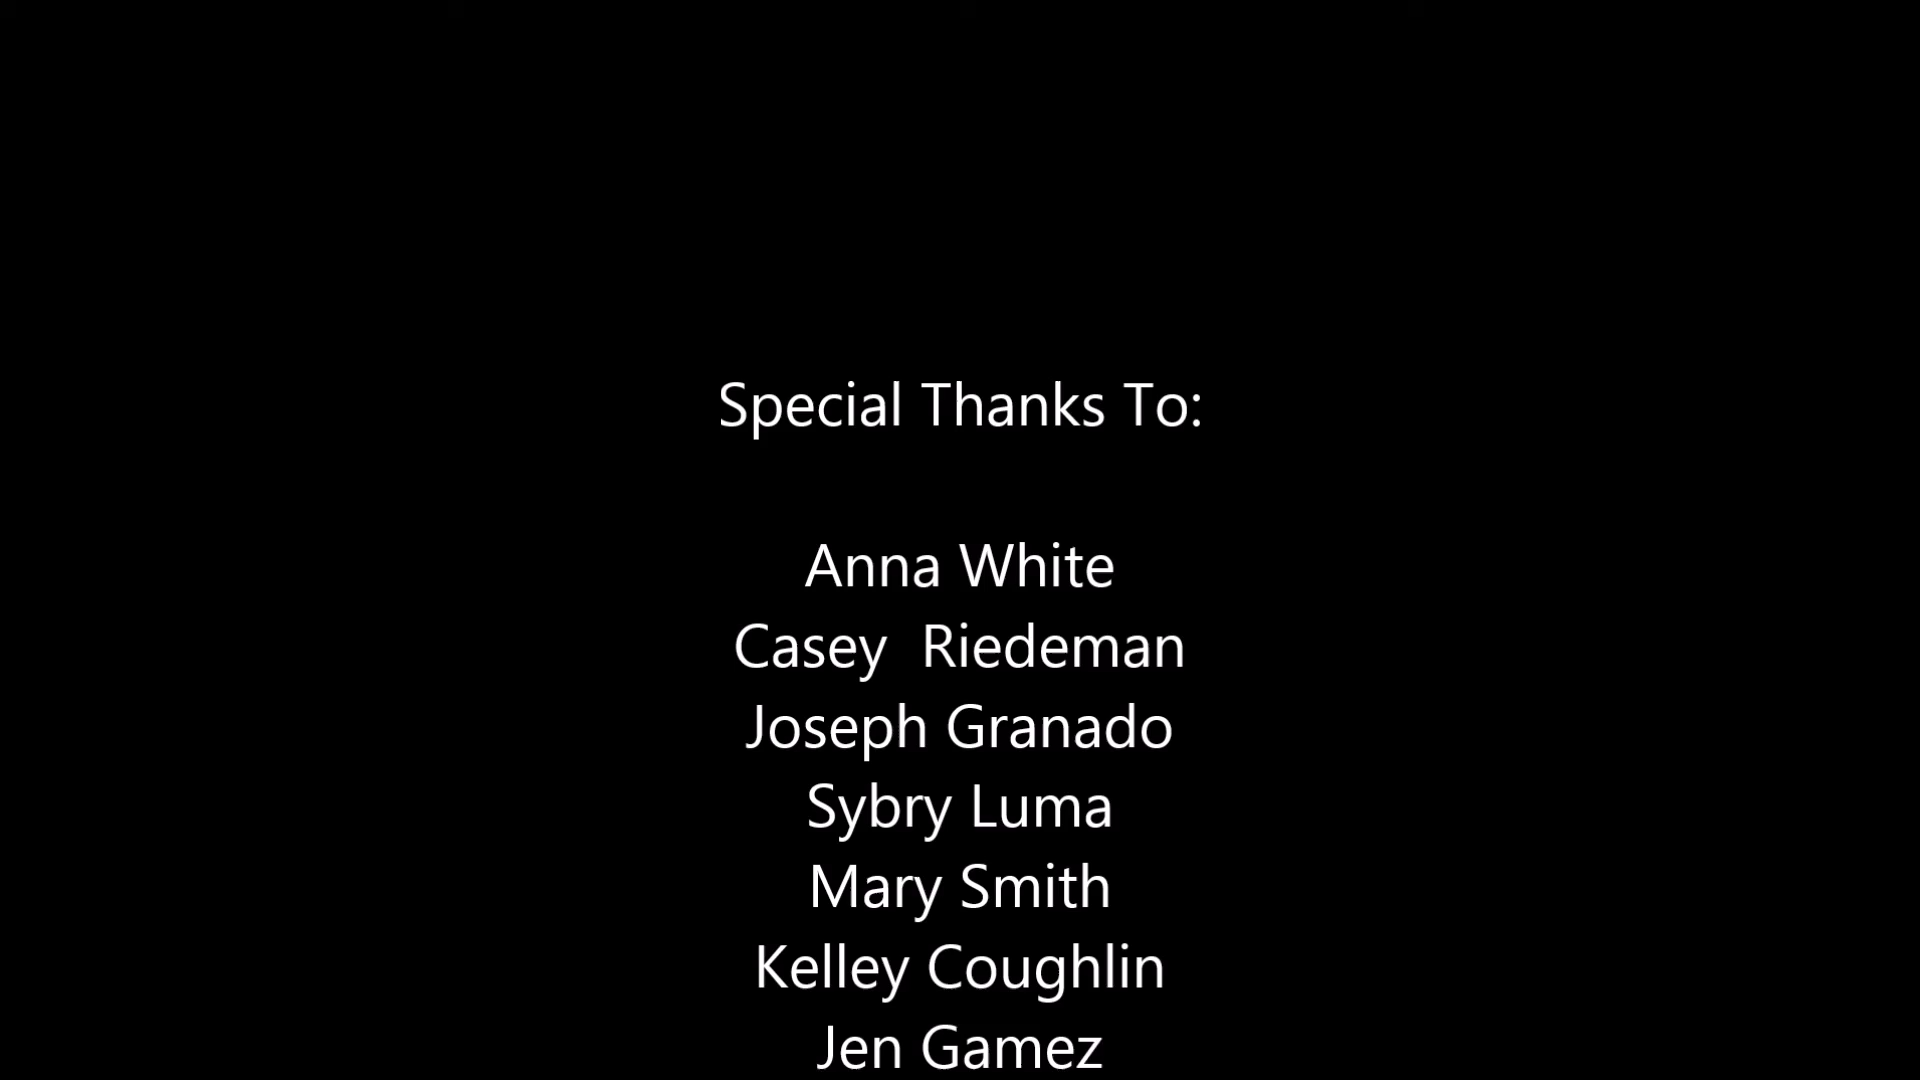 Special Thanks To:
Anna White
Casey  Riedeman
Joseph Granado
Sybry Luma
Mary Smith
Kelley Coughlin
Jen Gamez